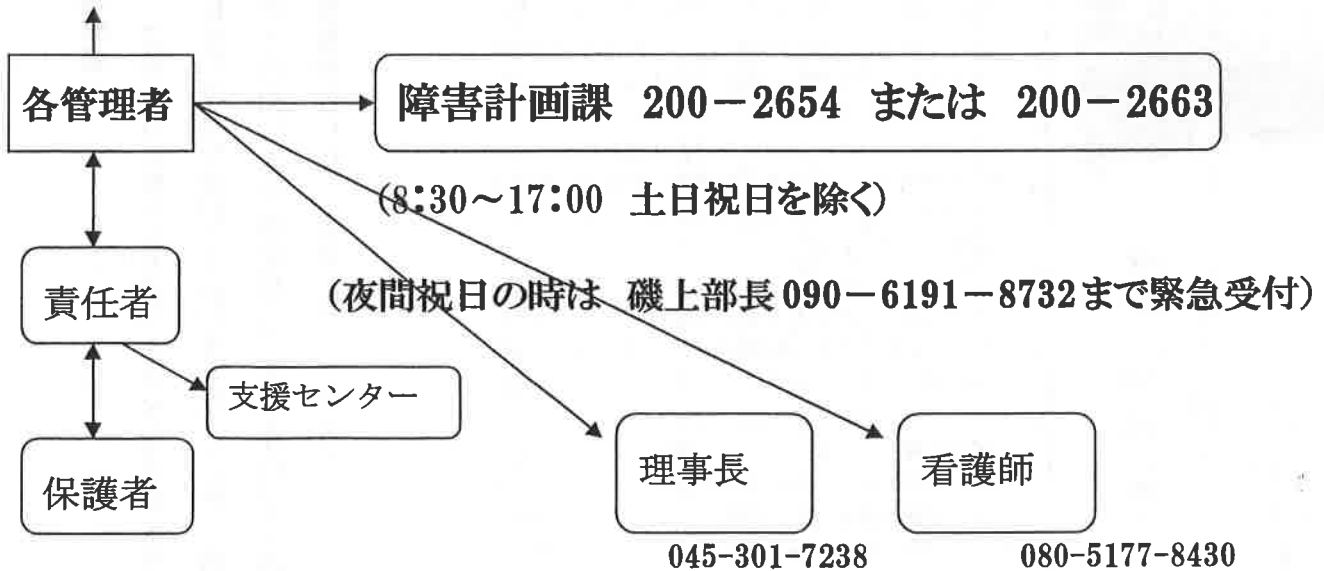 各管理者
障害計画課 200-2654 または 200-2663
(8:30~17:00 土日祝日を除く)
責任者
(夜間祝日の時は 磯上部長 090-6191-8732まで緊急受付)
支援センター
保護者
理事長
看護師
045-301-7238
080-5177-8430